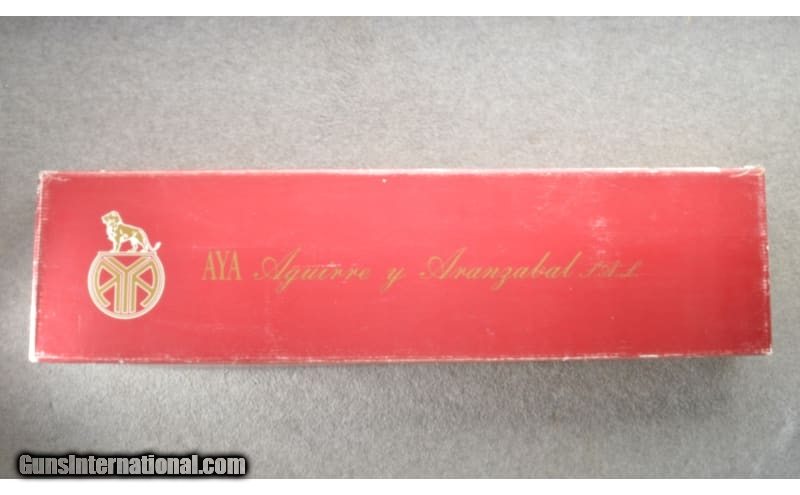 AYA Aguirre y Aranzabal S.A.L.
GunsInternational.com